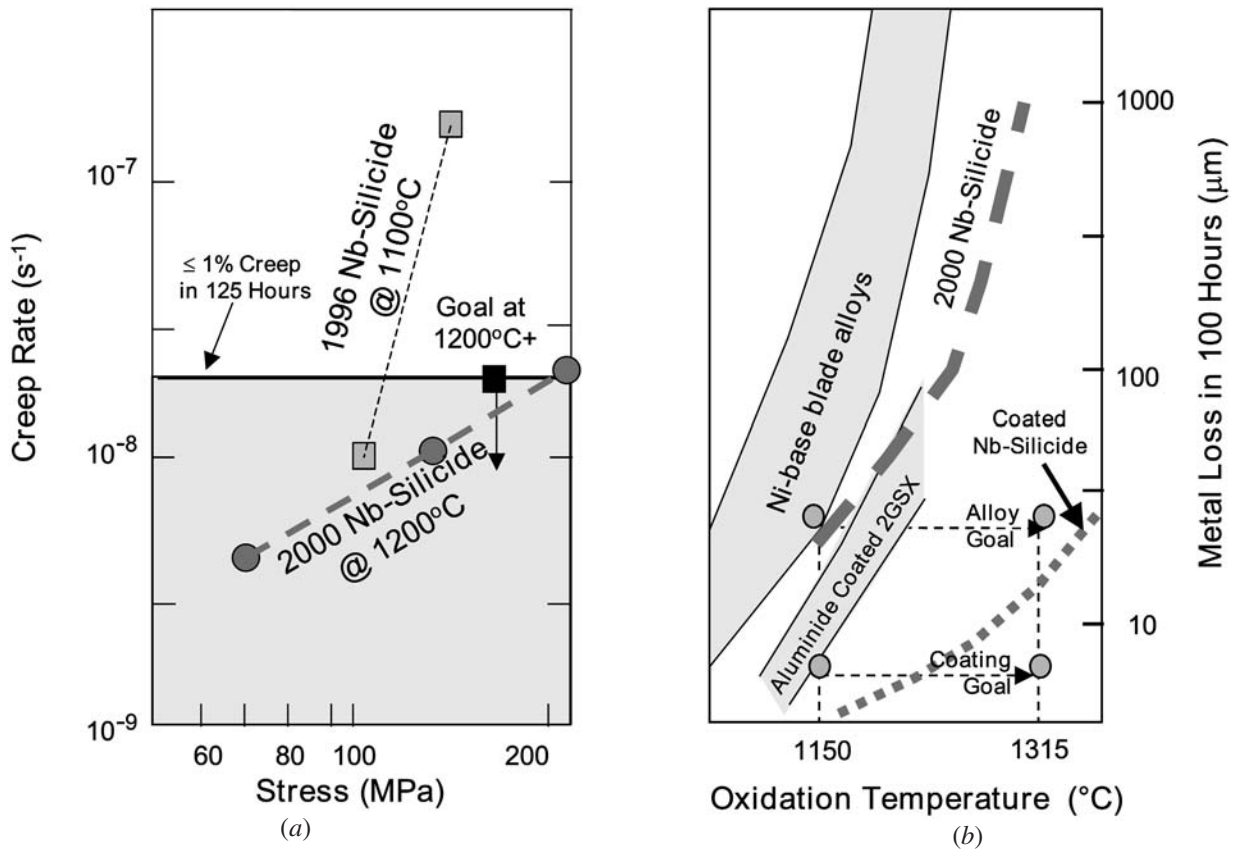 Creep Rate (s⁻¹)
10⁻⁷
10⁻⁸
10⁻⁹
≤ 1% Creep
in 125 Hours
1996 Nb-Silicide
@ 1100°C
Goal at
1200°C+
2000 Nb-Silicide
@ 1200°C
60 80 100 200
Stress (MPa)
(a)
Ni-base blade alloys
2000 Nb-Silicide
Aluminide Coated 2GSX
Coated
Nb-Silicide
Alloy
Goal
Coating
Goal
1000
100
10
Metal Loss in 100 Hours (μm)
1150 1315
Oxidation Temperature (°C)
(b)